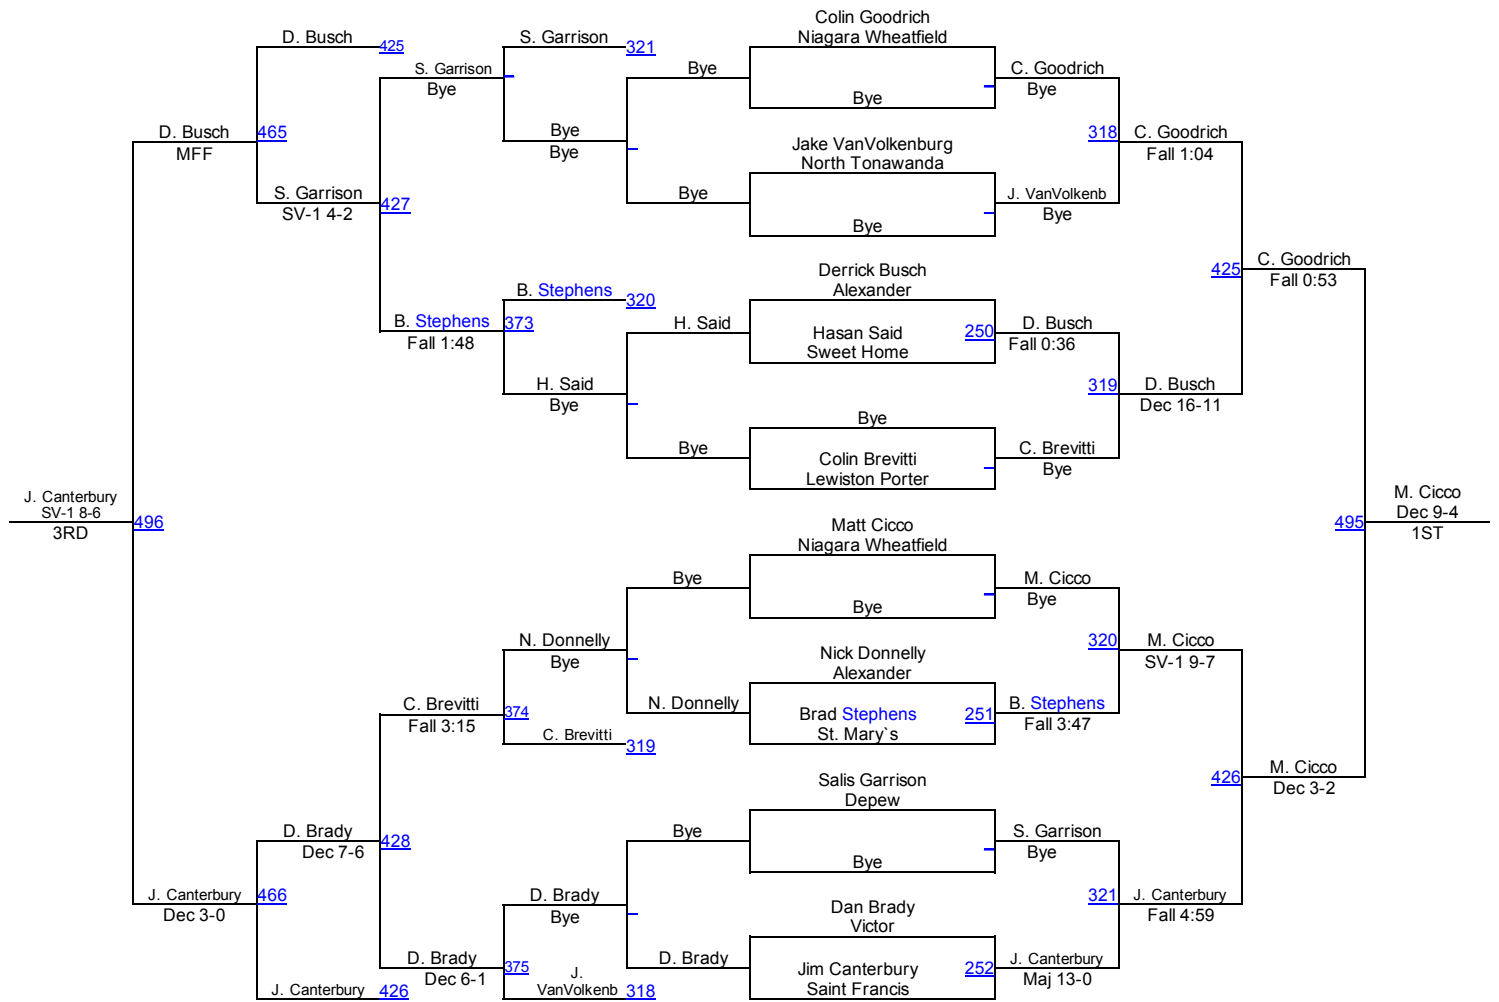 Colin Goodrich
D. Busch
425
S. Garrison
321
Niagara Wheatfield
S. Garrison
Bye
Bye
C. Goodrich
Bye
Bye
D. Busch
465
MFF
Bye
Bye
318
C. Goodrich
Fall 1:04
Jake VanVolkenburg
North Tonawanda
S. Garrison
427
SV-1 4-2
Bye
J. VanVolkenb
Bye
Bye
Derrick Busch
Alexander
425
C. Goodrich
Fall 0:53
B. Stephens
320
B. Stephens
373
Fall 1:48
H. Said
Hasan Said
Sweet Home
250
D. Busch
Fall 0:36
H. Said
Bye
319
D. Busch
Dec 16-11
Bye
Bye
Colin Brevitti
Lewiston Porter
C. Brevitti
Bye
J. Canterbury
SV-1 8-6
496
3RD
M. Cicco
Dec 9-4
495
1ST
Matt Cicco
Niagara Wheatfield
Bye
M. Cicco
Bye
Bye
N. Donnelly
Bye
Nick Donnelly
Alexander
320
M. Cicco
SV-1 9-7
C. Brevitti
374
Fall 3:15
N. Donnelly
Brad Stephens
St. Mary`s
251
B. Stephens
Fall 3:47
C. Brevitti
319
Salis Garrison
Depew
426
M. Cicco
Dec 3-2
D. Brady
428
Dec 7-6
Bye
S. Garrison
Bye
Bye
J. Canterbury
466
Dec 3-0
D. Brady
Bye
Dan Brady
Victor
321
J. Canterbury
Fall 4:59
D. Brady
375
Dec 6-1
D. Brady
Jim Canterbury
Saint Francis
252
J. Canterbury
Maj 13-0
J. Canterbury
426
J.
VanVolkenb
318